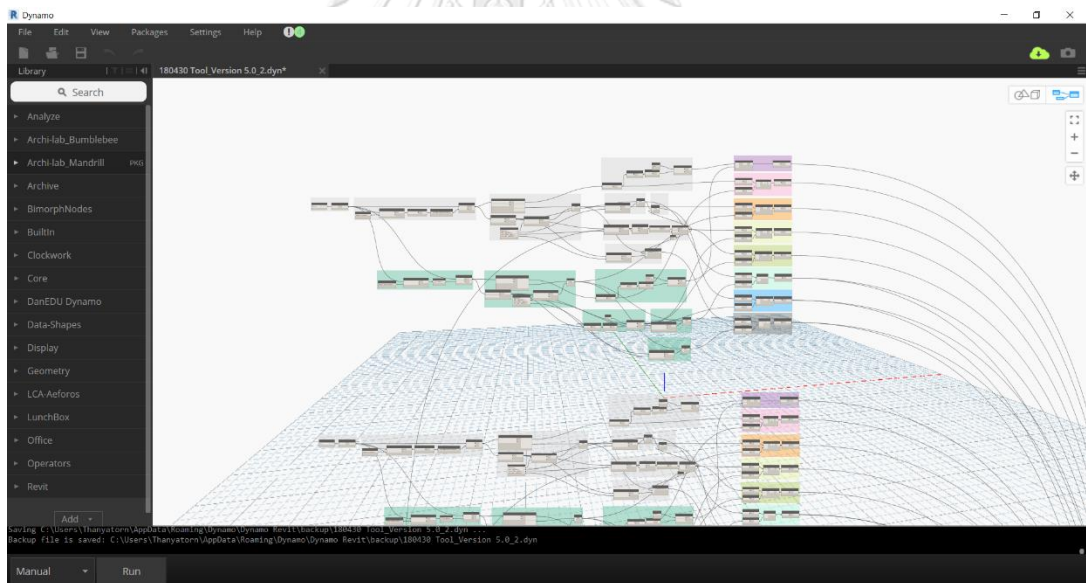 Dynamo
File Edit View Packages Settings Help
Library
180430 Tool_Version 5.0_2.dyn*
Search
Analyze
Archi-lab_Bumblebee
Archi-lab_Mandrill PKG
Archive
BimorphNodes
BuiltIn
Clockwork
Core
DanEDU Dynamo
Data-Shapes
Display
Geometry
LCA-Aeforos
LunchBox
Office
Operators
Revit
Add
Saving C:\Users\Thanyatorn\AppData\Roaming\Dynamo\Dynamo Revit\backup\180430 Tool_Version 5.0_2.dyn ...
Backup file is saved: C:\Users\Thanyatorn\AppData\Roaming\Dynamo\Dynamo Revit\backup\180430 Tool_Version 5.0_2.dyn
Manual Run